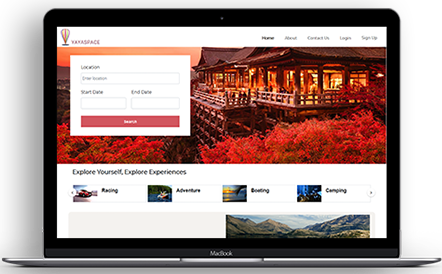 YAYASPACE
Home About Contact Us Login Sign Up
Location
Enter location
Start Date End Date
Search
Explore Yourself, Explore Experiences
Racing Adventure Boating Camping
MacBook